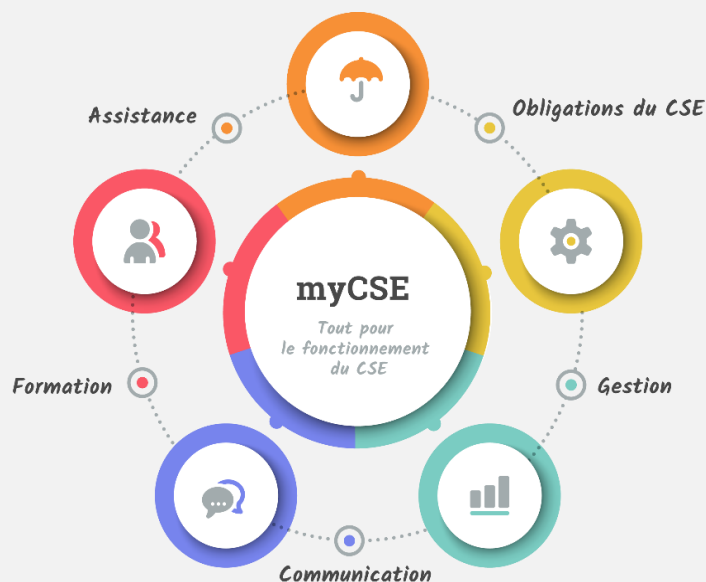 Assistance
Obligations du CSE
myCSE
Tout pour
le fonctionnement
du CSE
Formation
Gestion
Communication